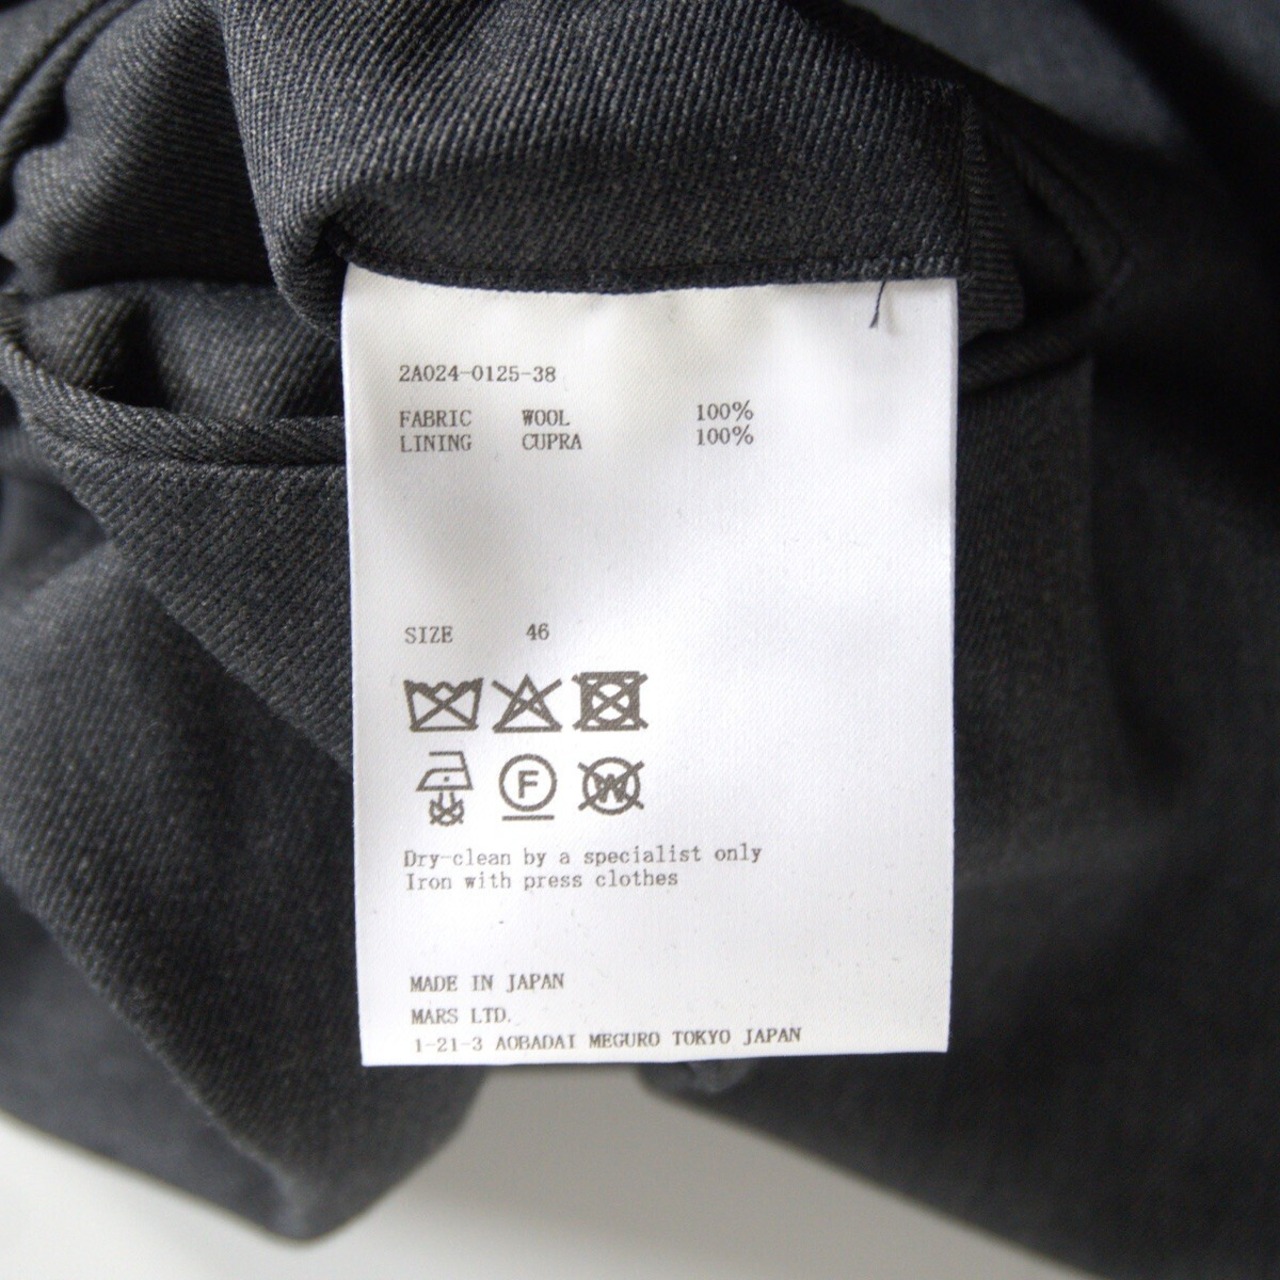 2A024-0125-38
FABRIC WOOL 100%
LINING CUPRA 100%
SIZE 46
F
W
Dry-clean by a specialist only
Iron with press clothes
MADE IN JAPAN
MARS LTD.
1-21-3 AOBADAI MEGURO TOKYO JAPAN